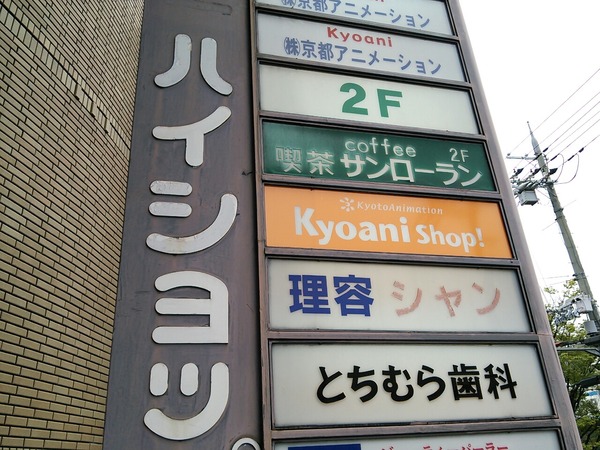 ハイショップ
㈱京都アニメーション
Kyoani
㈱京都アニメーション
2F
coffee 2F
喫茶サンローラン
KyotoAnimation
Kyoani Shop!
理容シャン
とちむら歯科